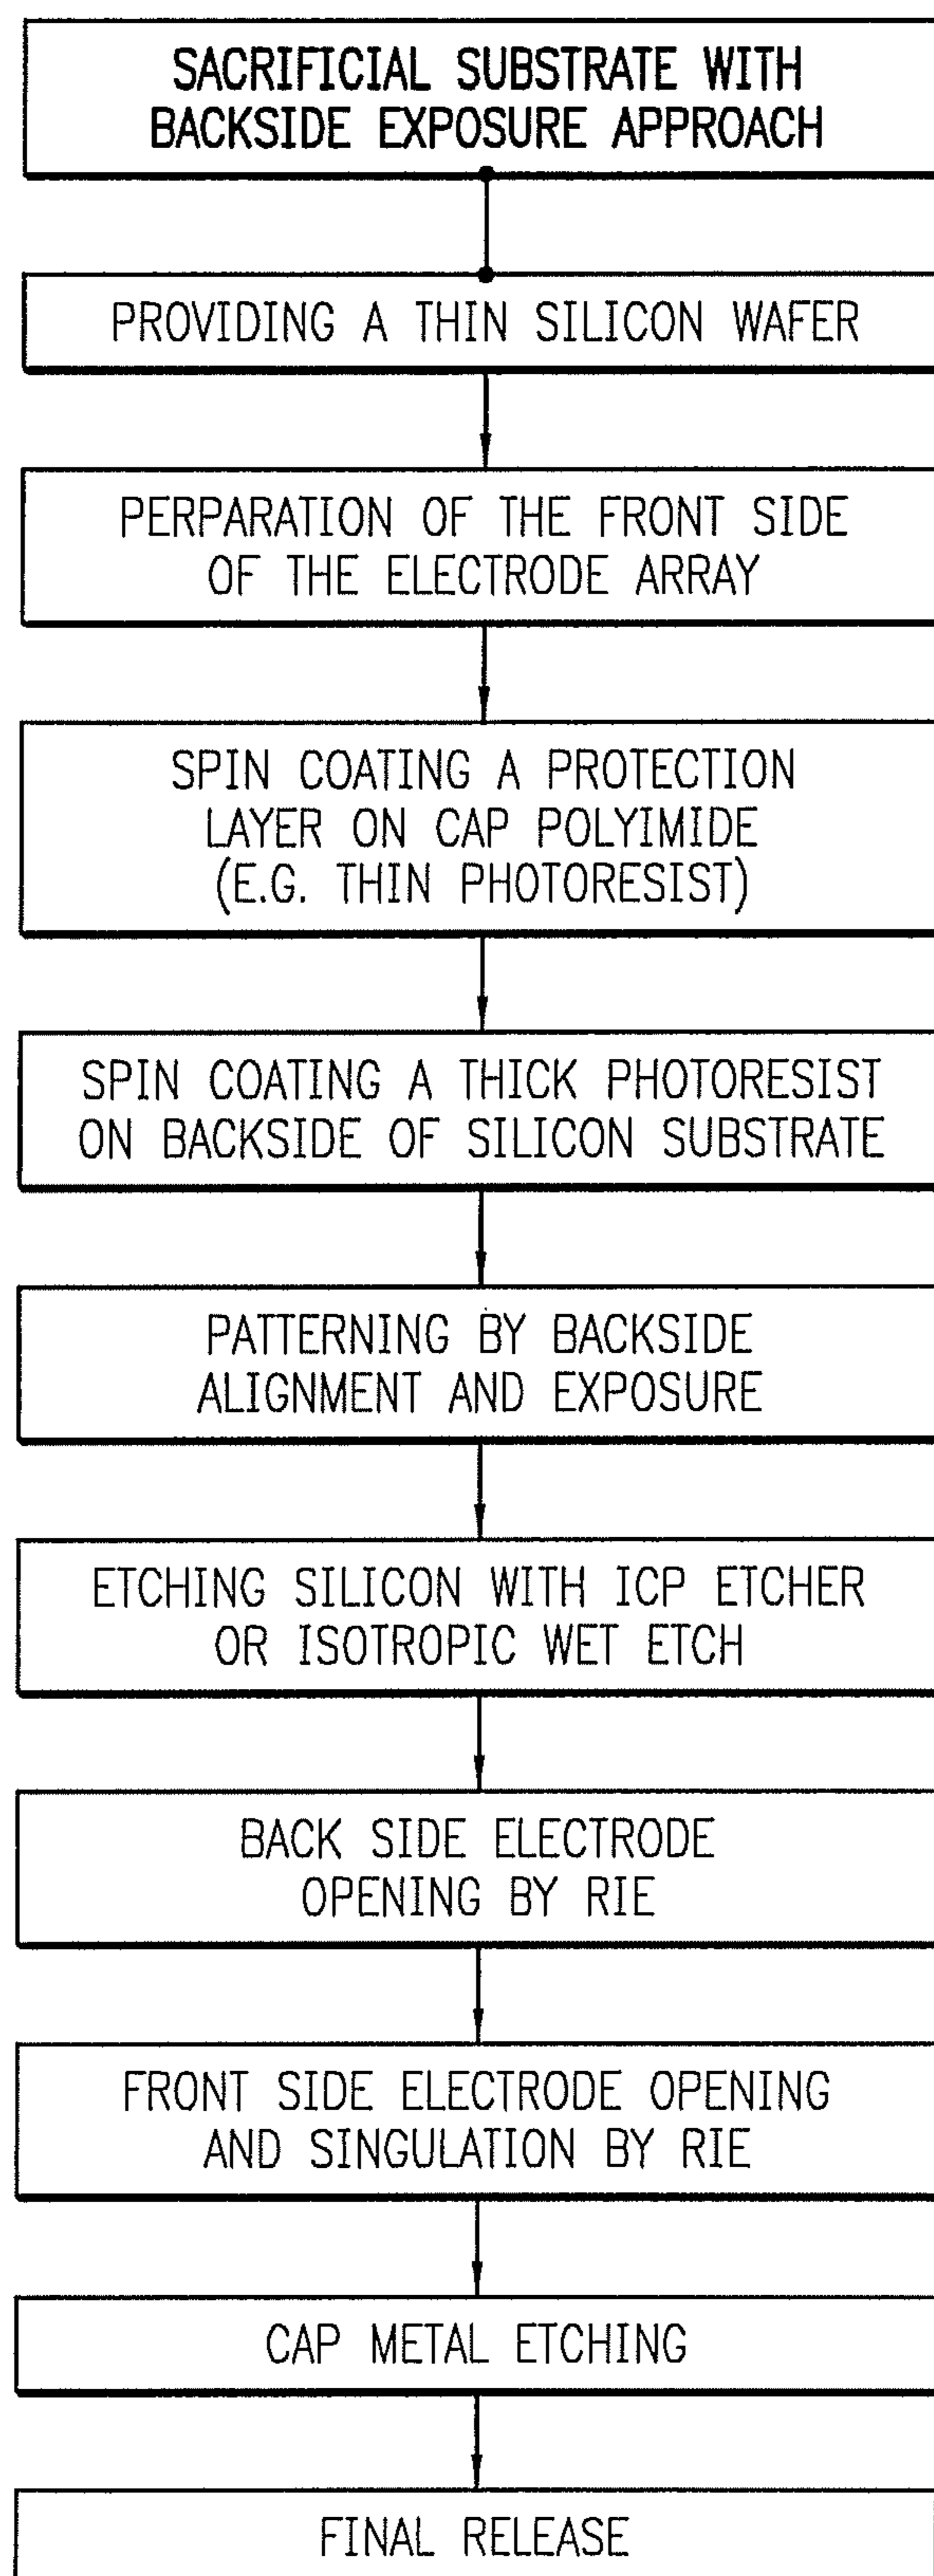 SACRIFICIAL SUBSTRATE WITH
BACKSIDE EXPOSURE APPROACH
PROVIDING A THIN SILICON WAFER
PERPARATION OF THE FRONT SIDE
OF THE ELECTRODE ARRAY
SPIN COATING A PROTECTION
LAYER ON CAP POLYIMIDE
(E.G. THIN PHOTORESIST)
SPIN COATING A THICK PHOTORESIST
ON BACKSIDE OF SILICON SUBSTRATE
PATTERNING BY BACKSIDE
ALIGNMENT AND EXPOSURE
ETCHING SILICON WITH ICP ETCHER
OR ISOTROPIC WET ETCH
BACK SIDE ELECTRODE
OPENING BY RIE
FRONT SIDE ELECTRODE OPENING
AND SINGULATION BY RIE
CAP METAL ETCHING
FINAL RELEASE